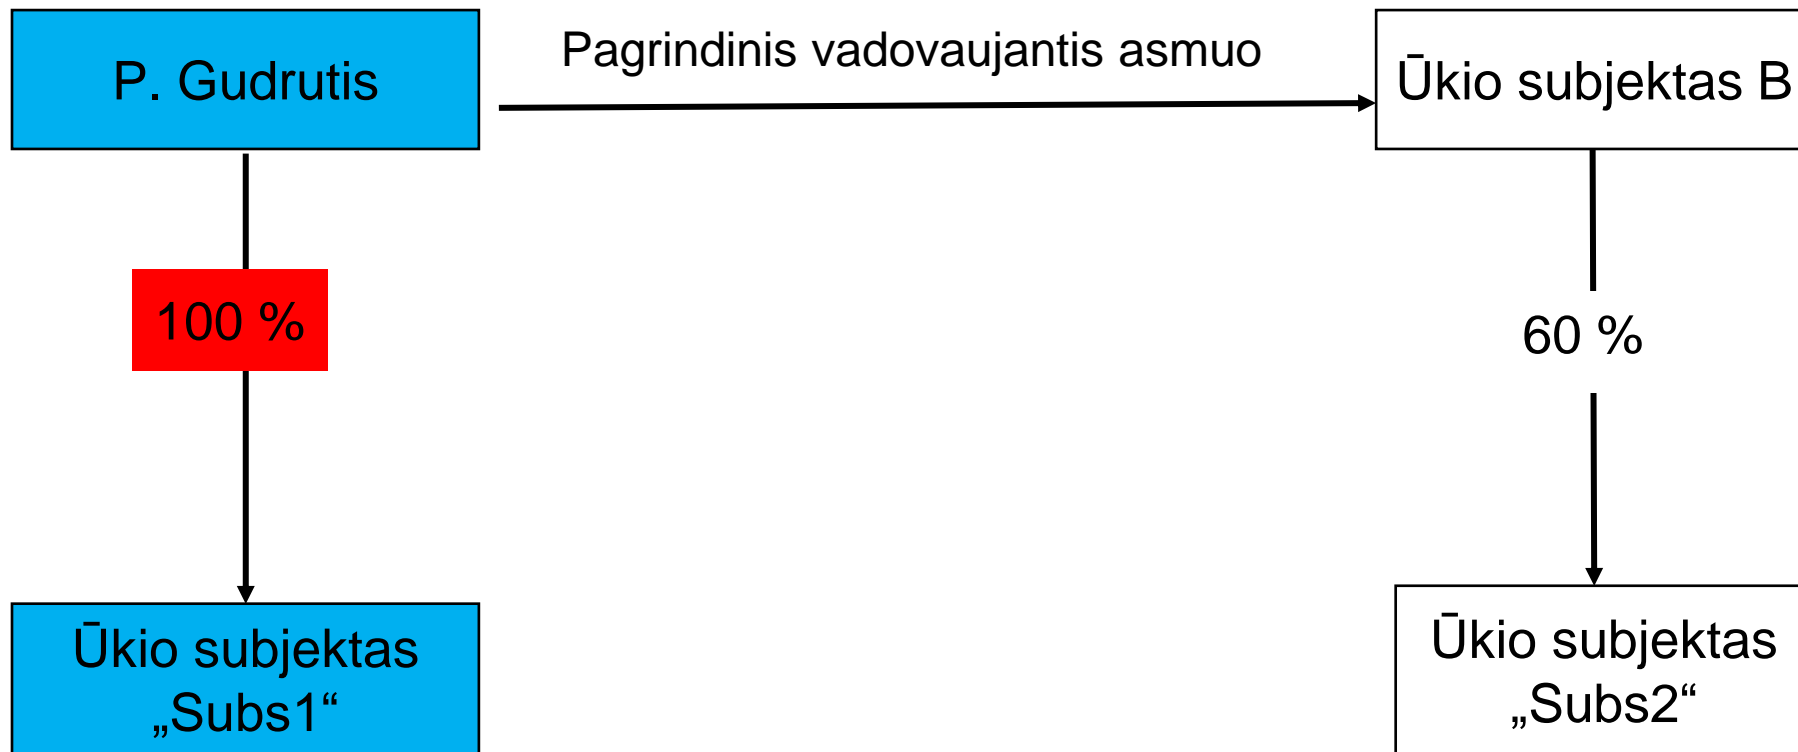 P. Gudrutis
Pagrindinis vadovaujantis asmuo
Ūkio subjektas B
100 %
60 %
Ūkio subjektas
„Subs1“
Ūkio subjektas
„Subs2“